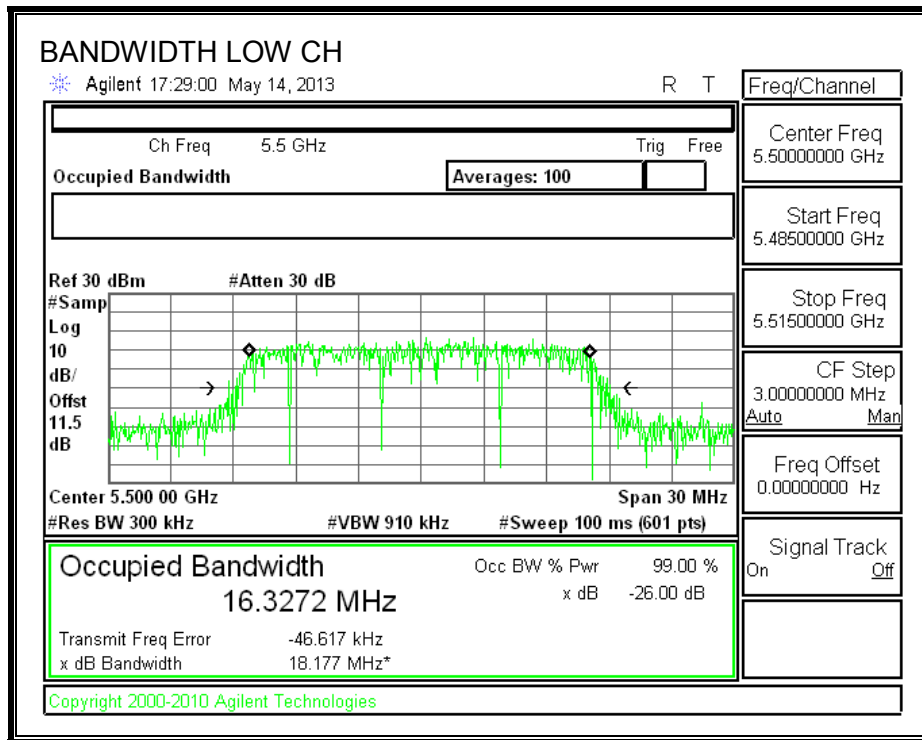 BANDWIDTH LOW CH
Agilent 17:29:00 May 14, 2013 R T
Freq/Channel
Ch Freq 5.5 GHz Trig Free
Occupied Bandwidth Averages: 100
Center Freq
5.50000000 GHz
Start Freq
5.48500000 GHz
Stop Freq
5.51500000 GHz
CF Step
3.00000000 MHz
Auto Man
Freq Offset
0.00000000 Hz
Signal Track
On Off
Ref 30 dBm #Atten 30 dB
#Samp
Log
10
dB/
Offst
11.5
dB
Center 5.500 00 GHz Span 30 MHz
#Res BW 300 kHz #VBW 910 kHz #Sweep 100 ms (601 pts)
Occupied Bandwidth
16.3272 MHz
Occ BW % Pwr 99.00 %
x dB -26.00 dB
Transmit Freq Error -46.617 kHz
x dB Bandwidth 18.177 MHz*
Copyright 2000-2010 Agilent Technologies